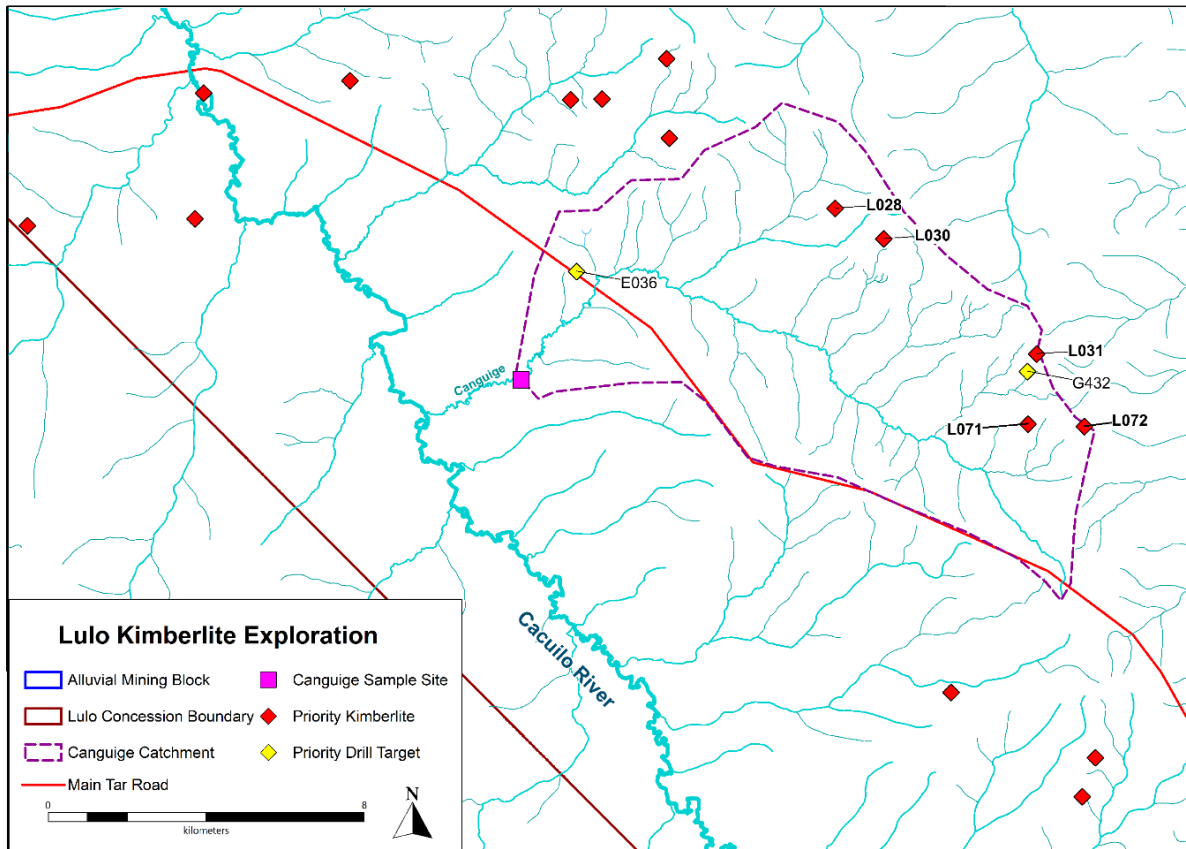 L028
L030
E036
L031
G432
Canguige
L071
L072
Cacuilo River
Lulo Kimberlite Exploration
Alluvial Mining Block
Canguige Sample Site
Lulo Concession Boundary
Priority Kimberlite
Canguige Catchment
Priority Drill Target
Main Tar Road
N
0 8
kilometers